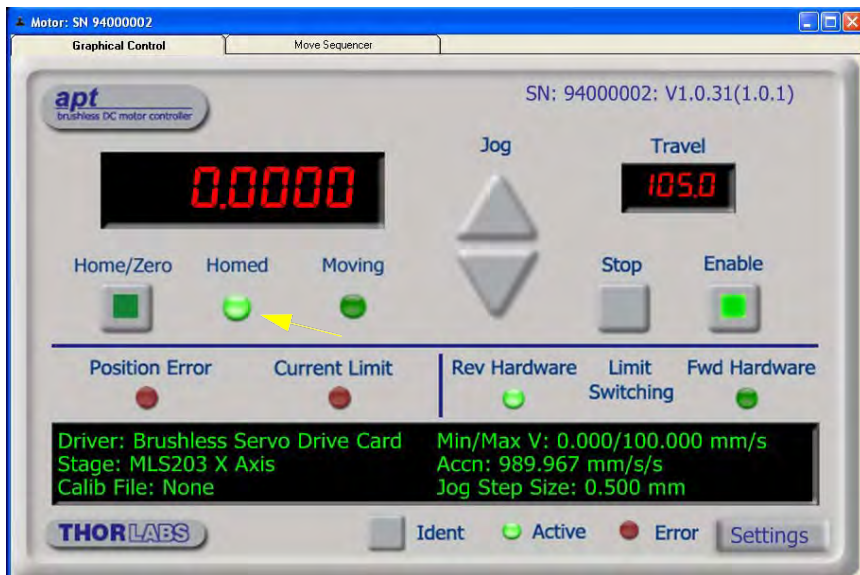 Motor: SN 94000002
Graphical Control Move Sequencer
apt
brushless DC motor controller
SN: 94000002: V1.0.31(1.0.1)
Jog Travel
0.0000 105.0
Home/Zero Homed Moving Stop Enable
Position Error Current Limit Rev Hardware Limit Switching Fwd Hardware
Driver: Brushless Servo Drive Card Min/Max V: 0.000/100.000 mm/s
Stage: MLS203 X Axis Accn: 989.967 mm/s/s
Calib File: None Jog Step Size: 0.500 mm
THORLABS Ident Active Error Settings